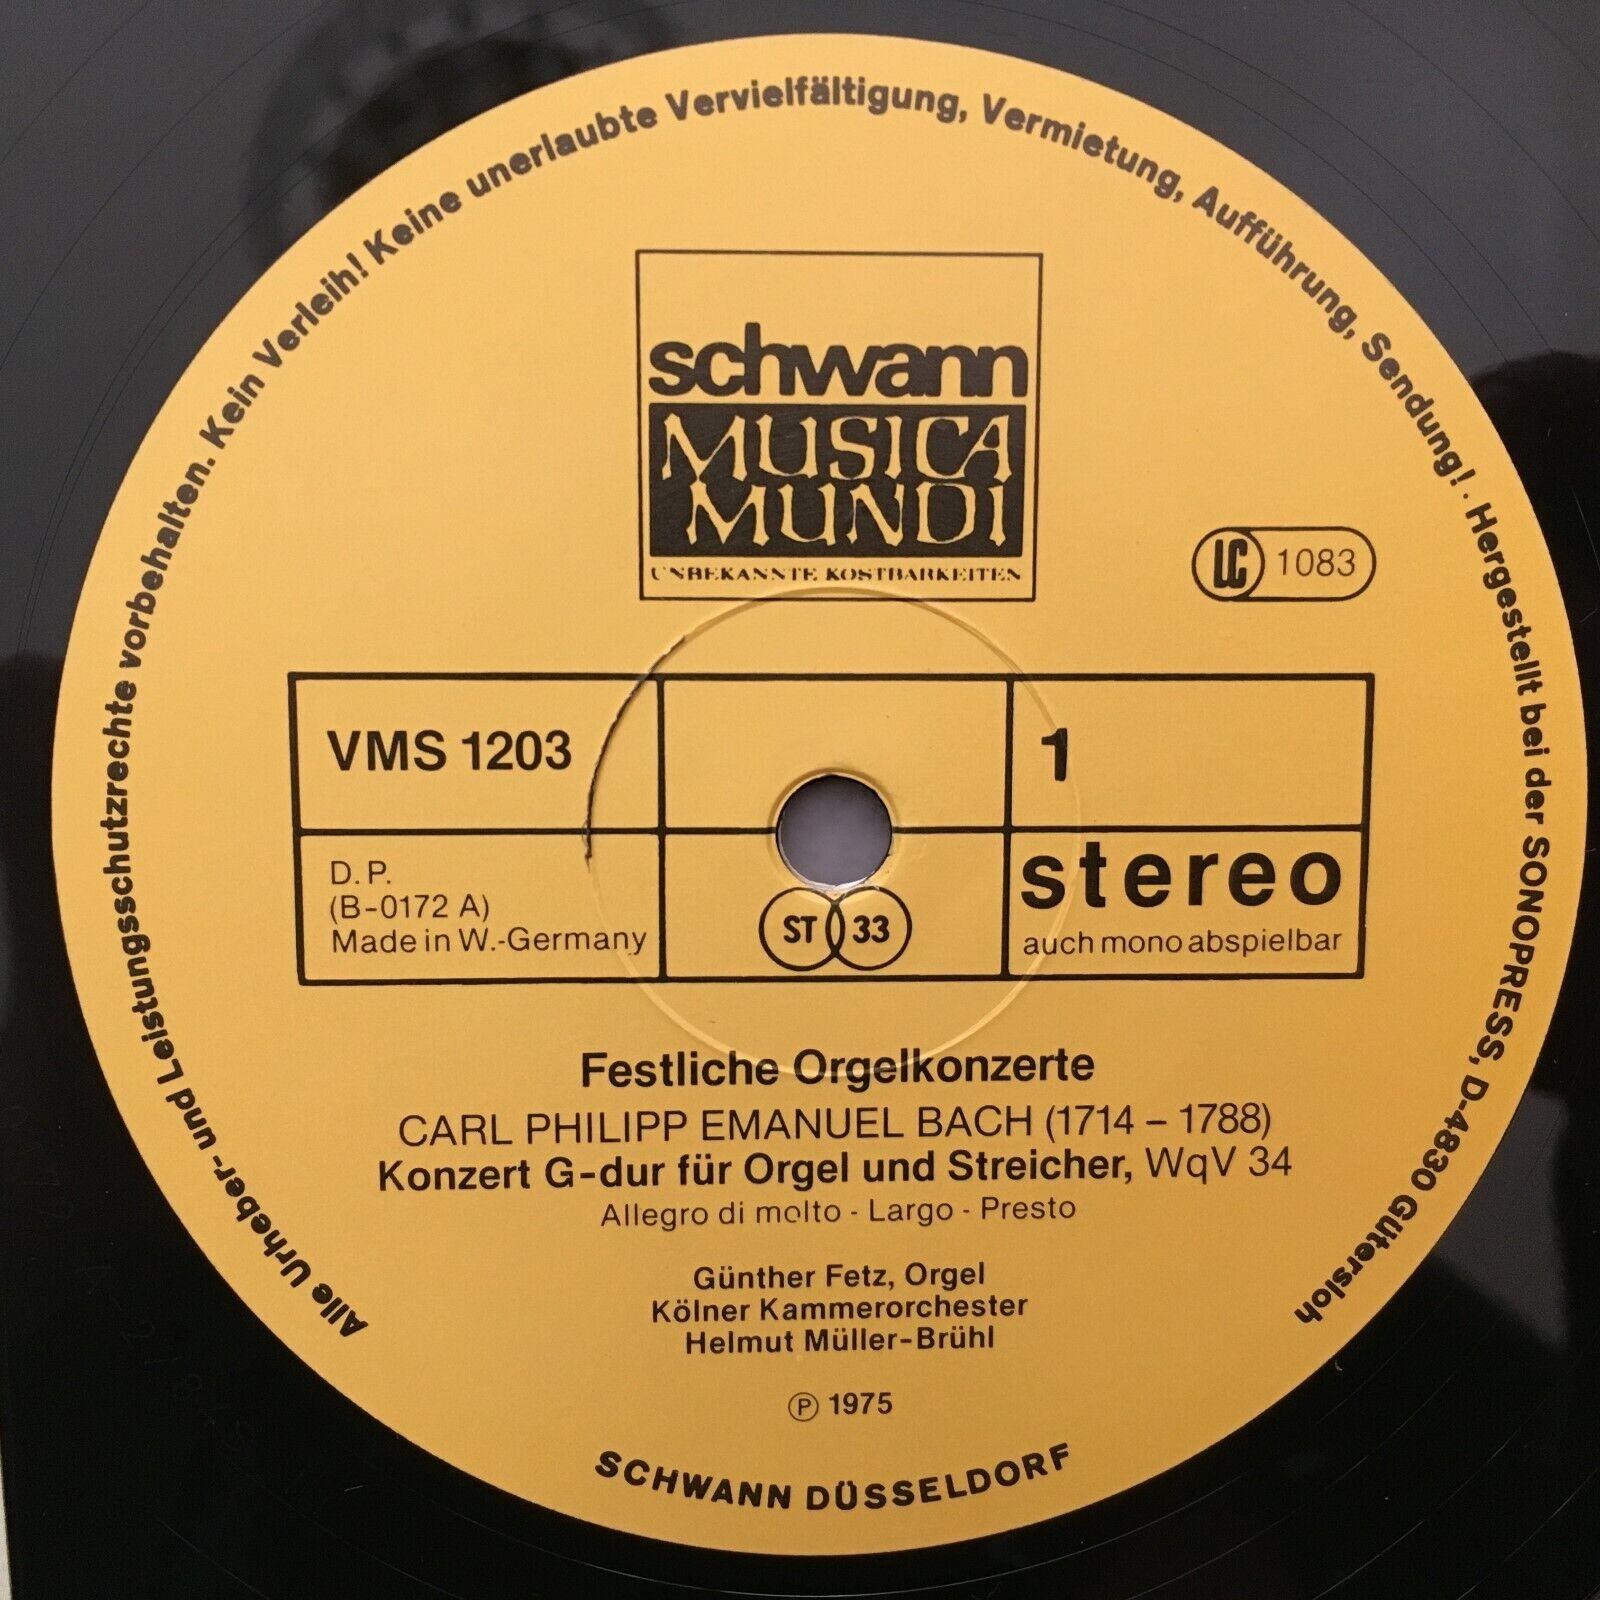 Alle Urheber- und Leistungsschutzrechte vorbehalten. Kein Verleih! Keine unerlaubte Vervielfältigung, Vermietung, Aufführung, Sendung! · Hergestellt bei der SONOPRESS, D-4830 Gütersloh
schwann
MUSICA
MUNDI
UNBEKANNTE KOSTBARKEITEN
LC 1083
VMS 1203
1
D.P.
(B-0172 A)
Made in W.-Germany
ST 33
stereo
auch mono abspielbar
Festliche Orgelkonzerte
CARL PHILIPP EMANUEL BACH (1714 – 1788)
Konzert G-dur für Orgel und Streicher, WqV 34
Allegro di molto - Largo - Presto
Günther Fetz, Orgel
Kölner Kammerorchester
Helmut Müller-Brühl
Ⓟ 1975
SCHWANN DÜSSELDORF